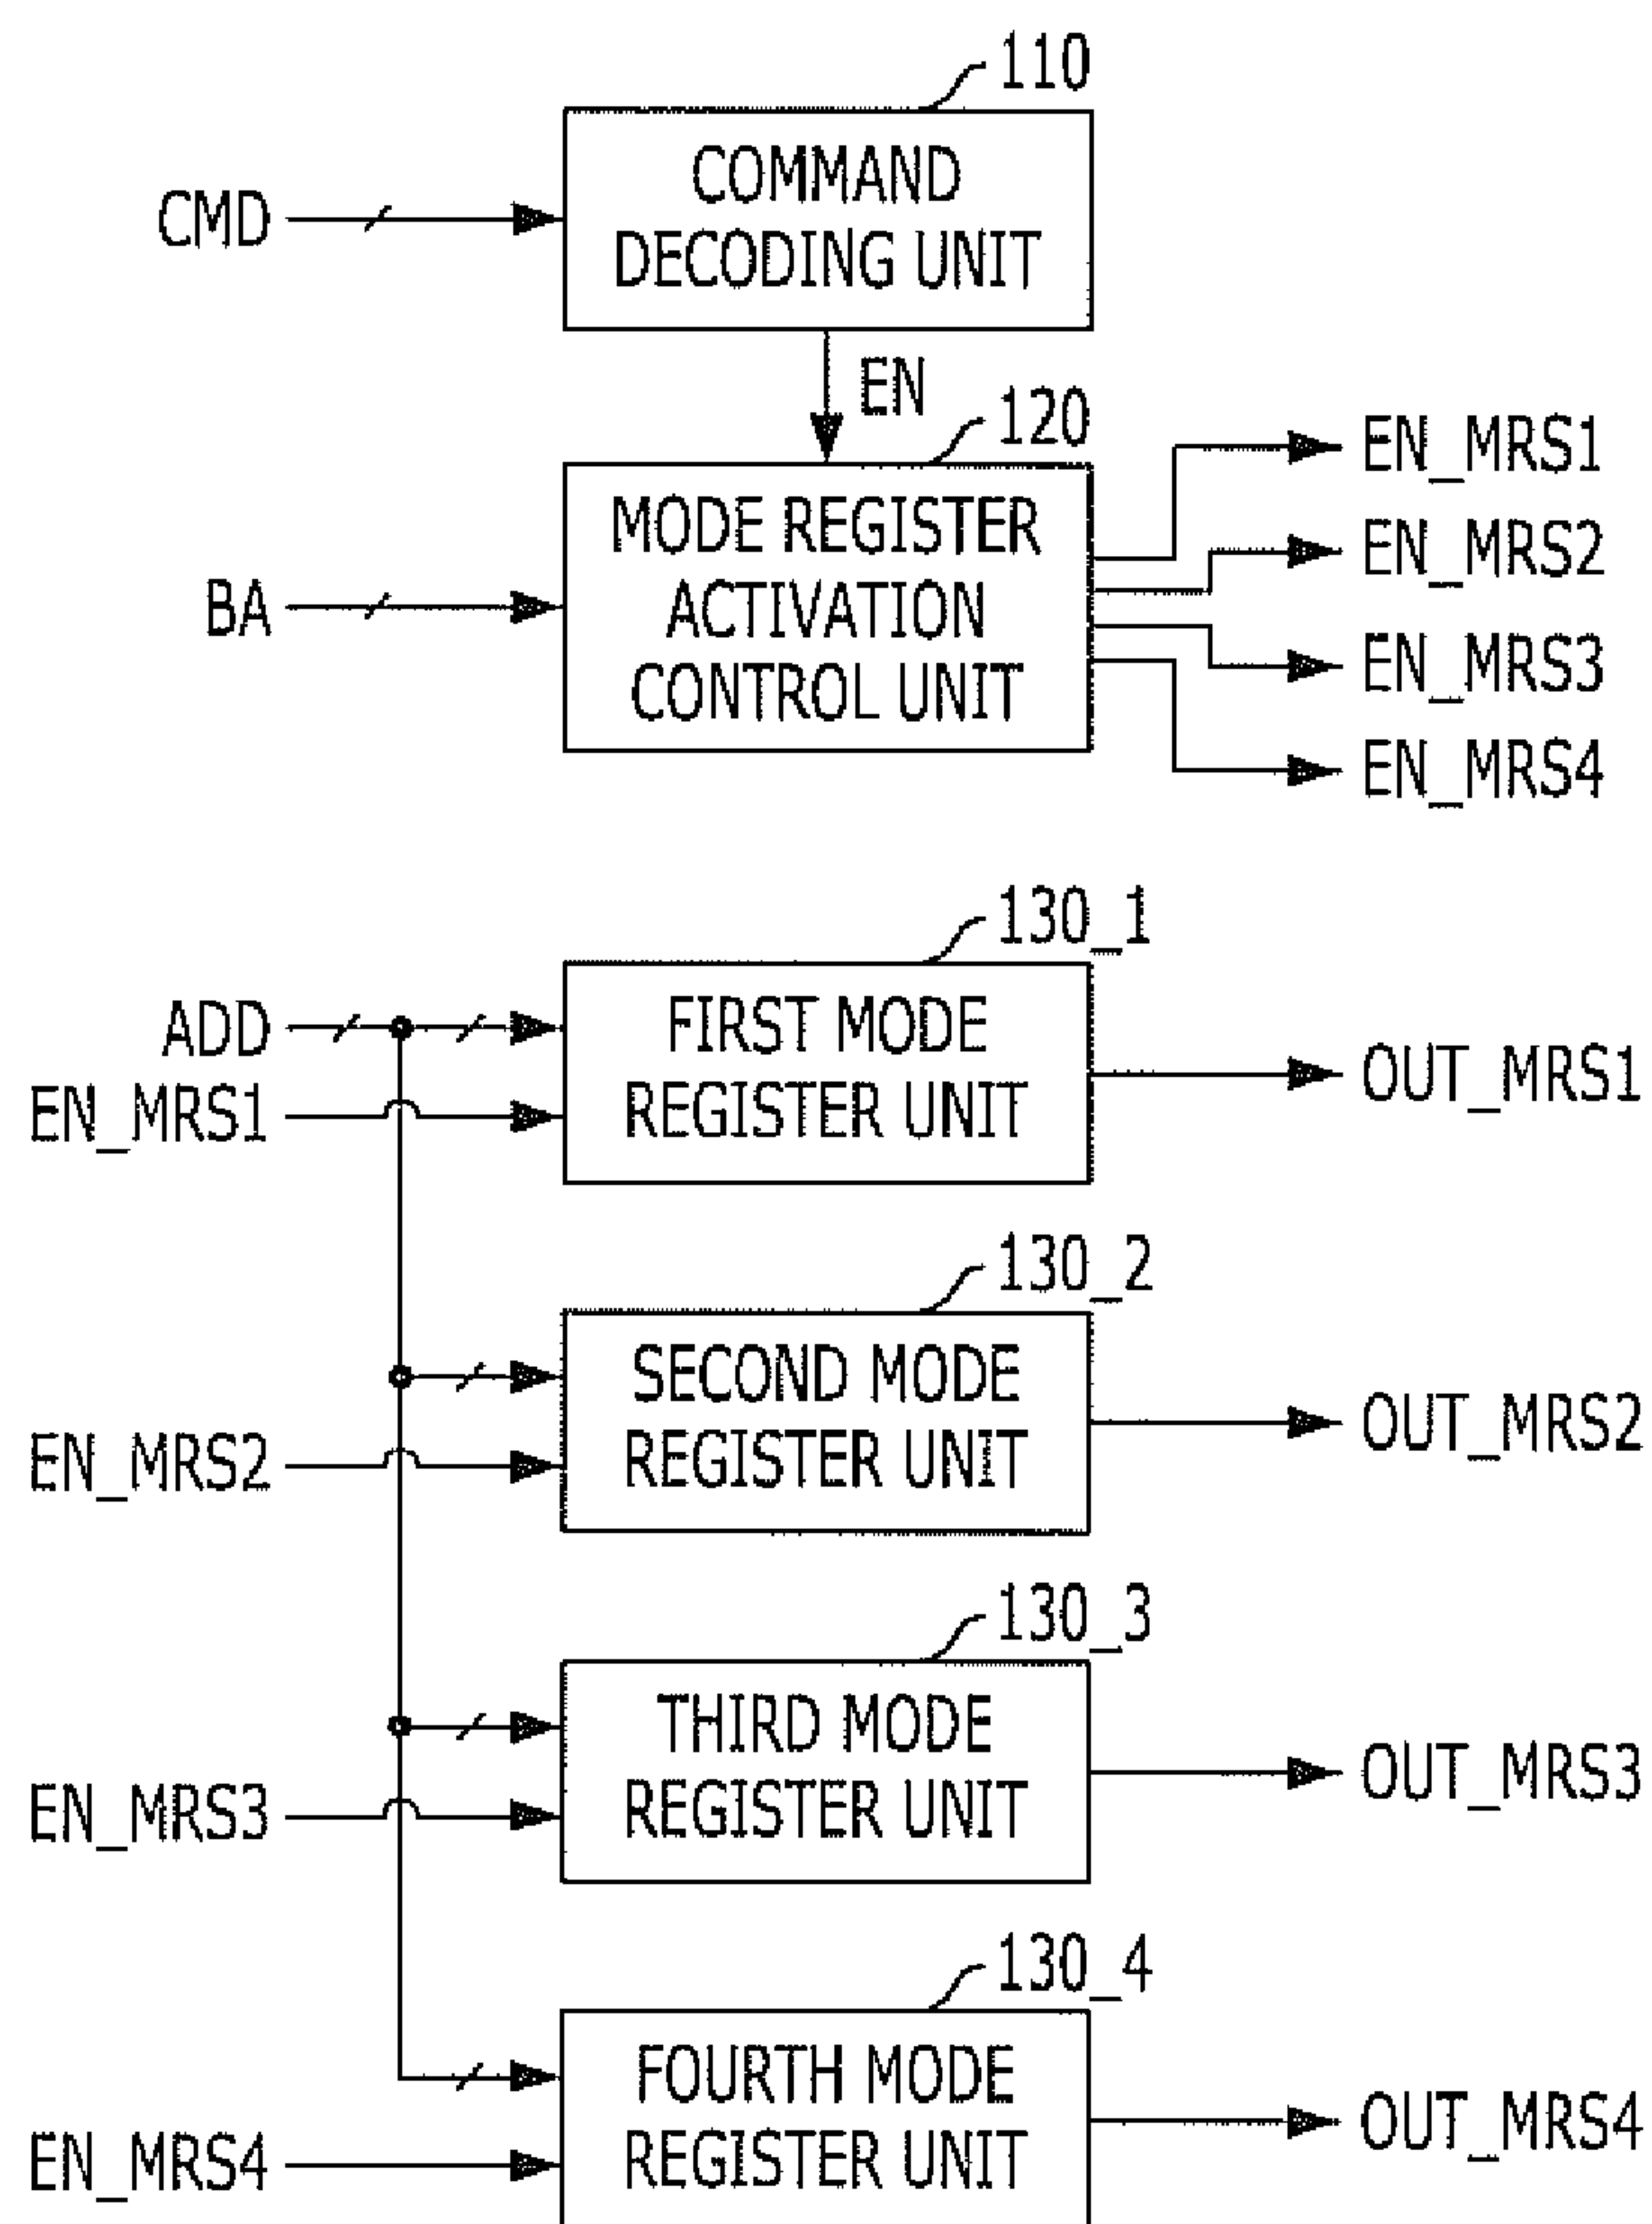 110
COMMAND
DECODING UNIT
CMD
EN
120
MODE REGISTER
ACTIVATION
CONTROL UNIT
BA
EN_MRS1
EN_MRS2
EN_MRS3
EN_MRS4
130_1
ADD
EN_MRS1
FIRST MODE
REGISTER UNIT
OUT_MRS1
130_2
SECOND MODE
REGISTER UNIT
EN_MRS2
OUT_MRS2
130_3
THIRD MODE
REGISTER UNIT
EN_MRS3
OUT_MRS3
130_4
FOURTH MODE
REGISTER UNIT
EN_MRS4
OUT_MRS4